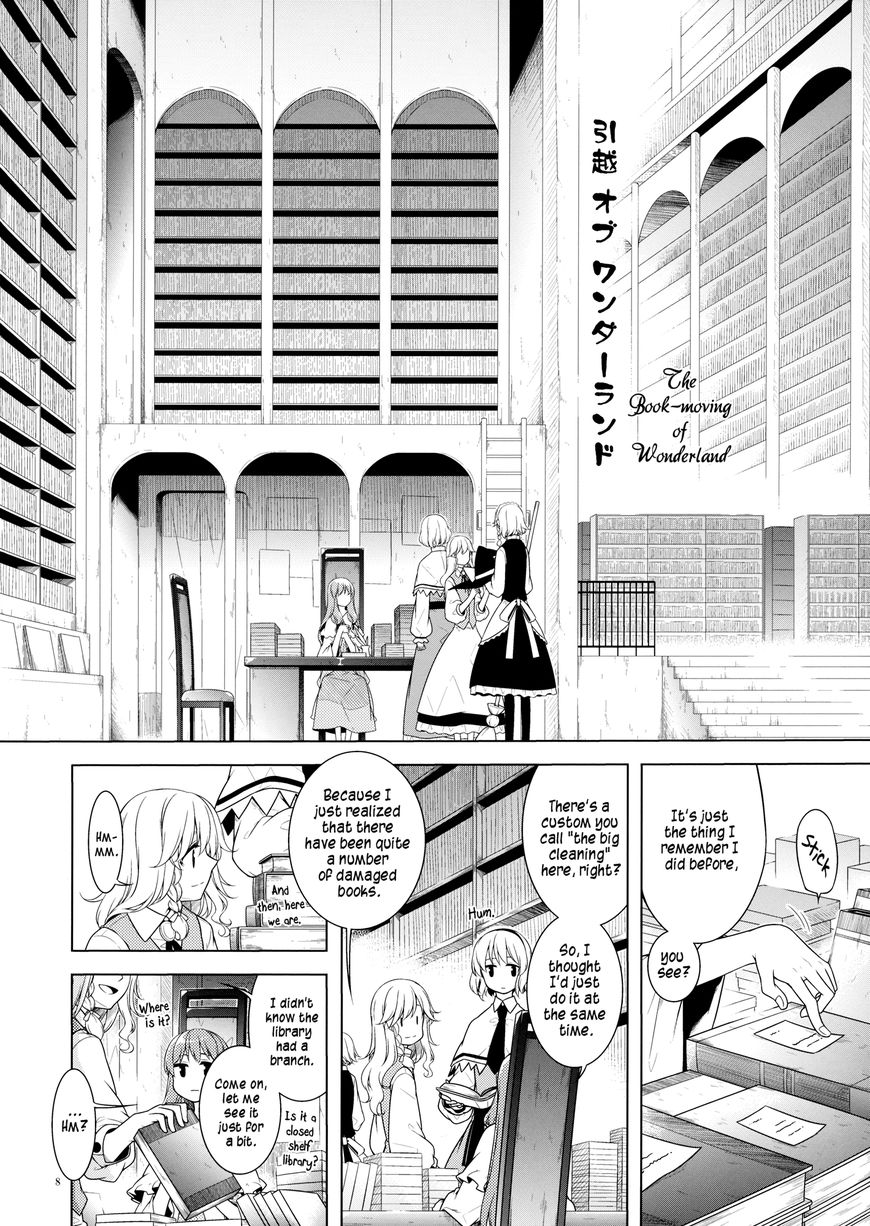 引越 オブ ワンダーランド
The
Book-moving
of
Wonderland
It's just
the thing I
remember I
did before,
you
see?
Stick
There's a
custom you
call "the big
cleaning"
here, right?
So, I
thought
I'd just
do it at
the same
time.
Because I
just realized
that there
have been quite
a number
of damaged
books.
Hum.
And
then, here
we are.
Hm-
mm.
I didn't
know the
library
had a
branch.
Is it a
closed
shelf
library?
Come on,
let me
see it
just for
a bit.
Where
is it?
...
Hm?
8